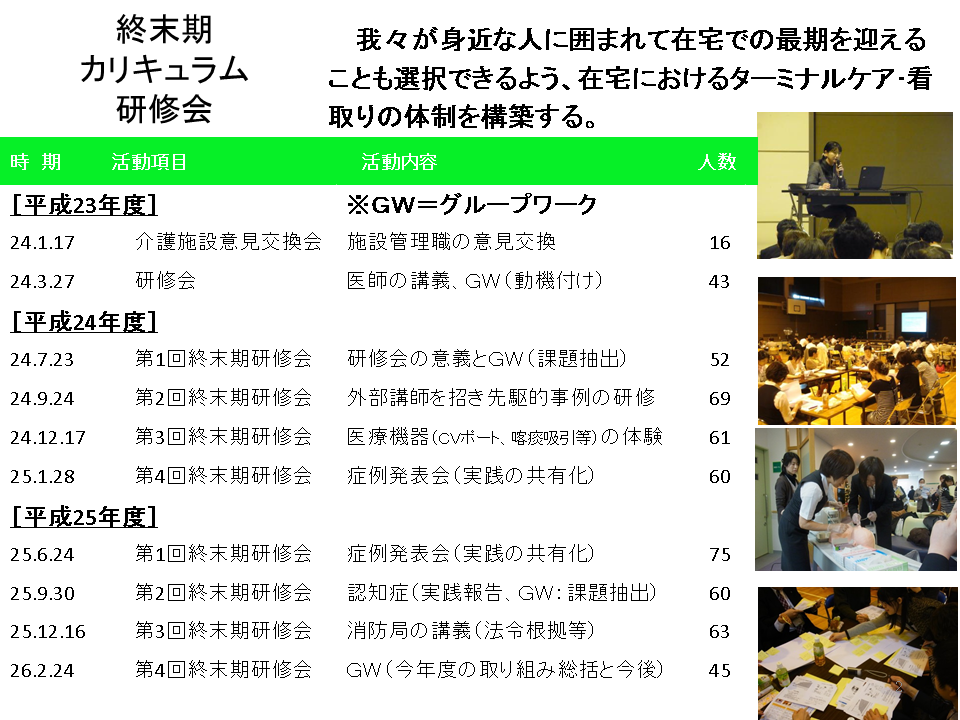 終末期
カリキュラム
研修会
我々が身近な人に囲まれて在宅での最期を迎える
ことも選択できるよう、在宅におけるターミナルケア・看
取りの体制を構築する。
時　期　活動項目　活動内容　人数
［平成23年度］　※GW＝グループワーク
24.1.17　介護施設意見交換会　施設管理職の意見交換　16
24.3.27　研修会　医師の講義、GW（動機付け）　43
［平成24年度］
24.7.23　第1回終末期研修会　研修会の意義とGW（課題抽出）　52
24.9.24　第2回終末期研修会　外部講師を招き先駆的事例の研修　69
24.12.17　第3回終末期研修会　医療機器（CVポート、喀痰吸引等）の体験　61
25.1.28　第4回終末期研修会　症例発表会（実践の共有化）　60
［平成25年度］
25.6.24　第1回終末期研修会　症例発表会（実践の共有化）　75
25.9.30　第2回終末期研修会　認知症（実践報告、GW：課題抽出）　60
25.12.16　第3回終末期研修会　消防局の講義（法令根拠等）　63
26.2.24　第4回終末期研修会　GW（今年度の取り組み総括と今後）　45